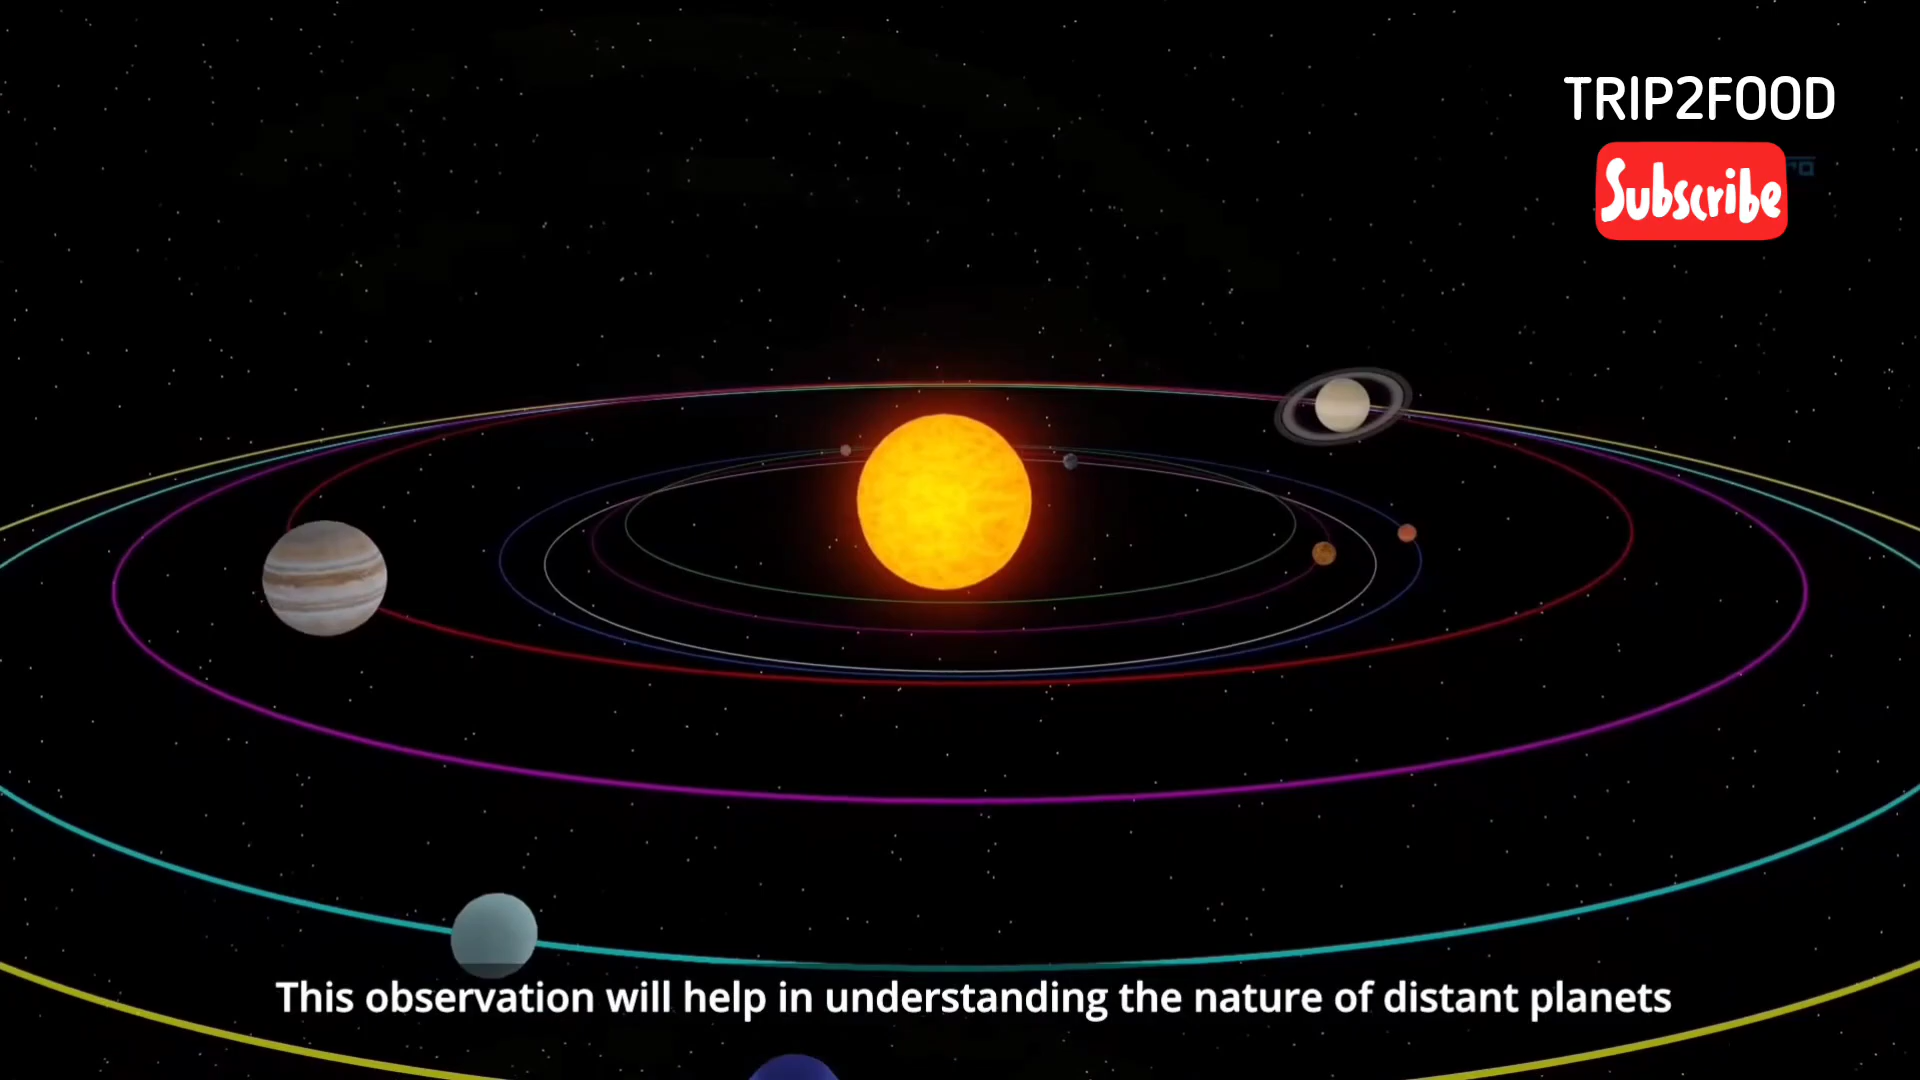 TRIP2FOOD
Subscribe
This observation will help in understanding the nature of distant planets